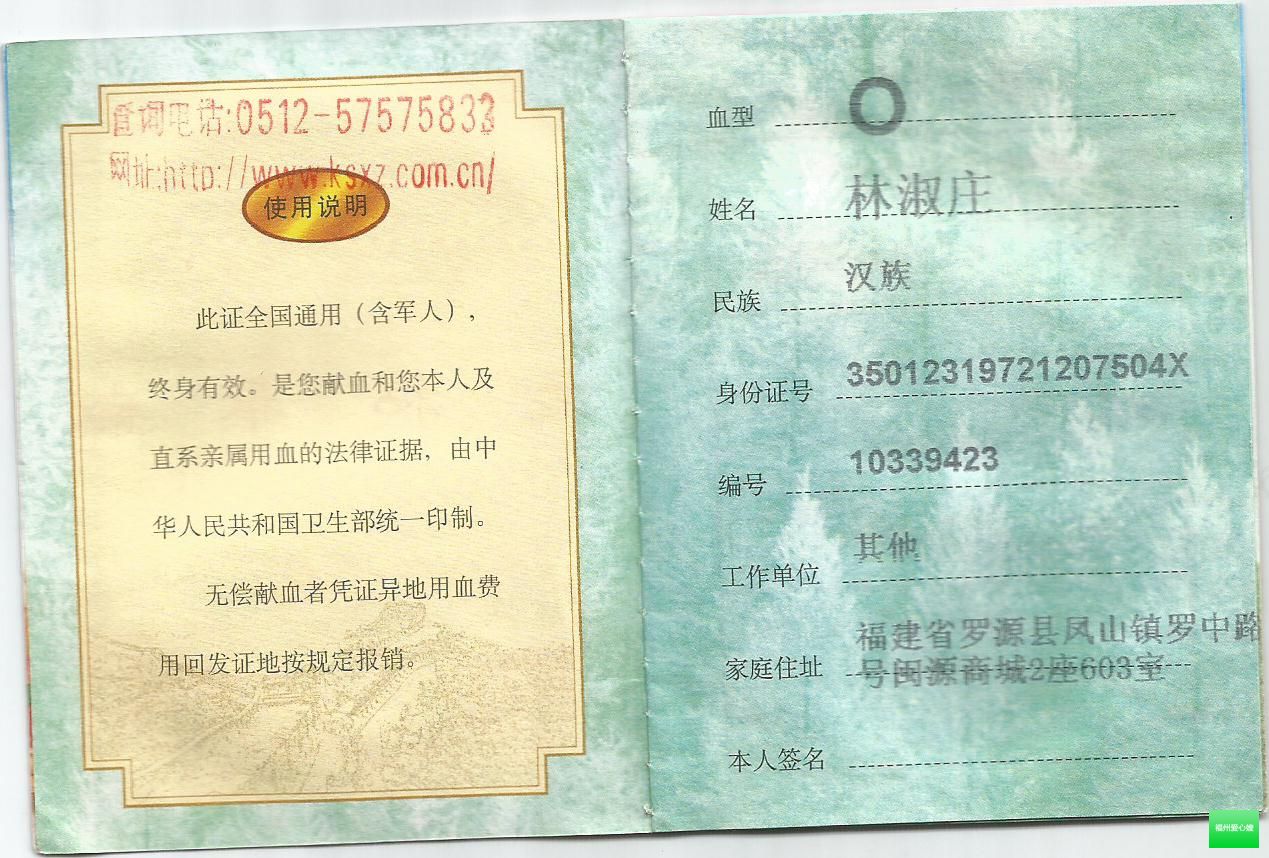 查询电话:0512-57575833
网址:http://www.ksxz.com.cn/
使用说明
此证全国通用（含军人），
终身有效。是您献血和您本人及
直系亲属用血的法律证据，由中
华人民共和国卫生部统一印制。
无偿献血者凭证异地用血费
用回发证地按规定报销。
血型 O
姓名 林淑庄
民族 汉族
身份证号 35012319721207504X
编号 10339423
工作单位 其他
家庭住址 福建省罗源县凤山镇罗中路
号闽源商城2座603室
本人签名
福州爱心嫂